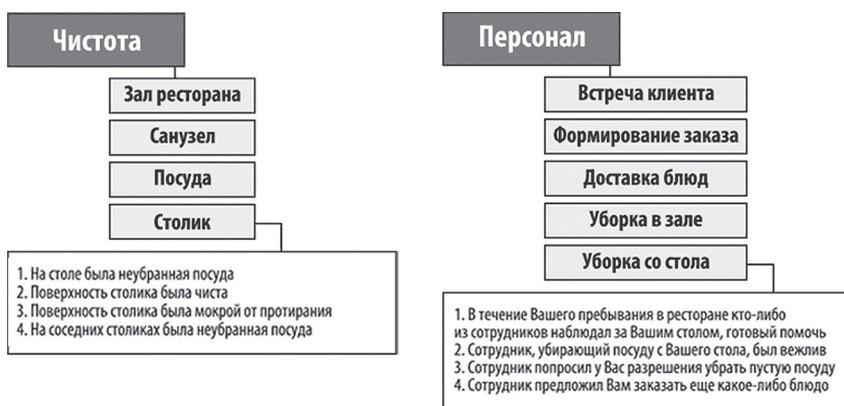 Чистота
Зал ресторана
Санузел
Посуда
Столик
1. На столе была неубранная посуда
2. Поверхность столика была чиста
3. Поверхность столика была мокрой от протирания
4. На соседних столиках была неубранная посуда
Персонал
Встреча клиента
Формирование заказа
Доставка блюд
Уборка в зале
Уборка со стола
1. В течение Вашего пребывания в ресторане кто-либо
из сотрудников наблюдал за Вашим столом, готовый помочь
2. Сотрудник, убирающий посуду с Вашего стола, был вежлив
3. Сотрудник попросил у Вас разрешения убрать пустую посуду
4. Сотрудник предложил Вам заказать еще какое-либо блюдо